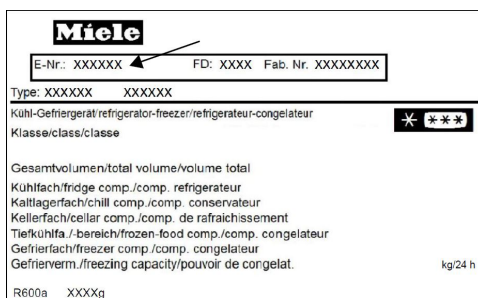 Miele
E-Nr.: XXXXXX FD: XXXX Fab. Nr. XXXXXXXX
Type: XXXXXX XXXXXX
Kühl-Gefriergerät/refrigerator-freezer/refrigerateur-congelateur
Klasse/class/classe
Gesamtvolumen/total volume/volume total
Kühlfach/fridge comp./comp. refrigerateur
Kaltlagerfach/chill comp./comp. conservateur
Kellerfach/cellar comp./comp. de rafraichissement
Tiefkühlfa./-bereich/frozen-food comp./comp. congelateur
Gefrierfach/freezer comp./comp. congelateur
Gefrierverm./freezing capacity/pouvoir de congelat. kg/24 h
R600a XXXXg